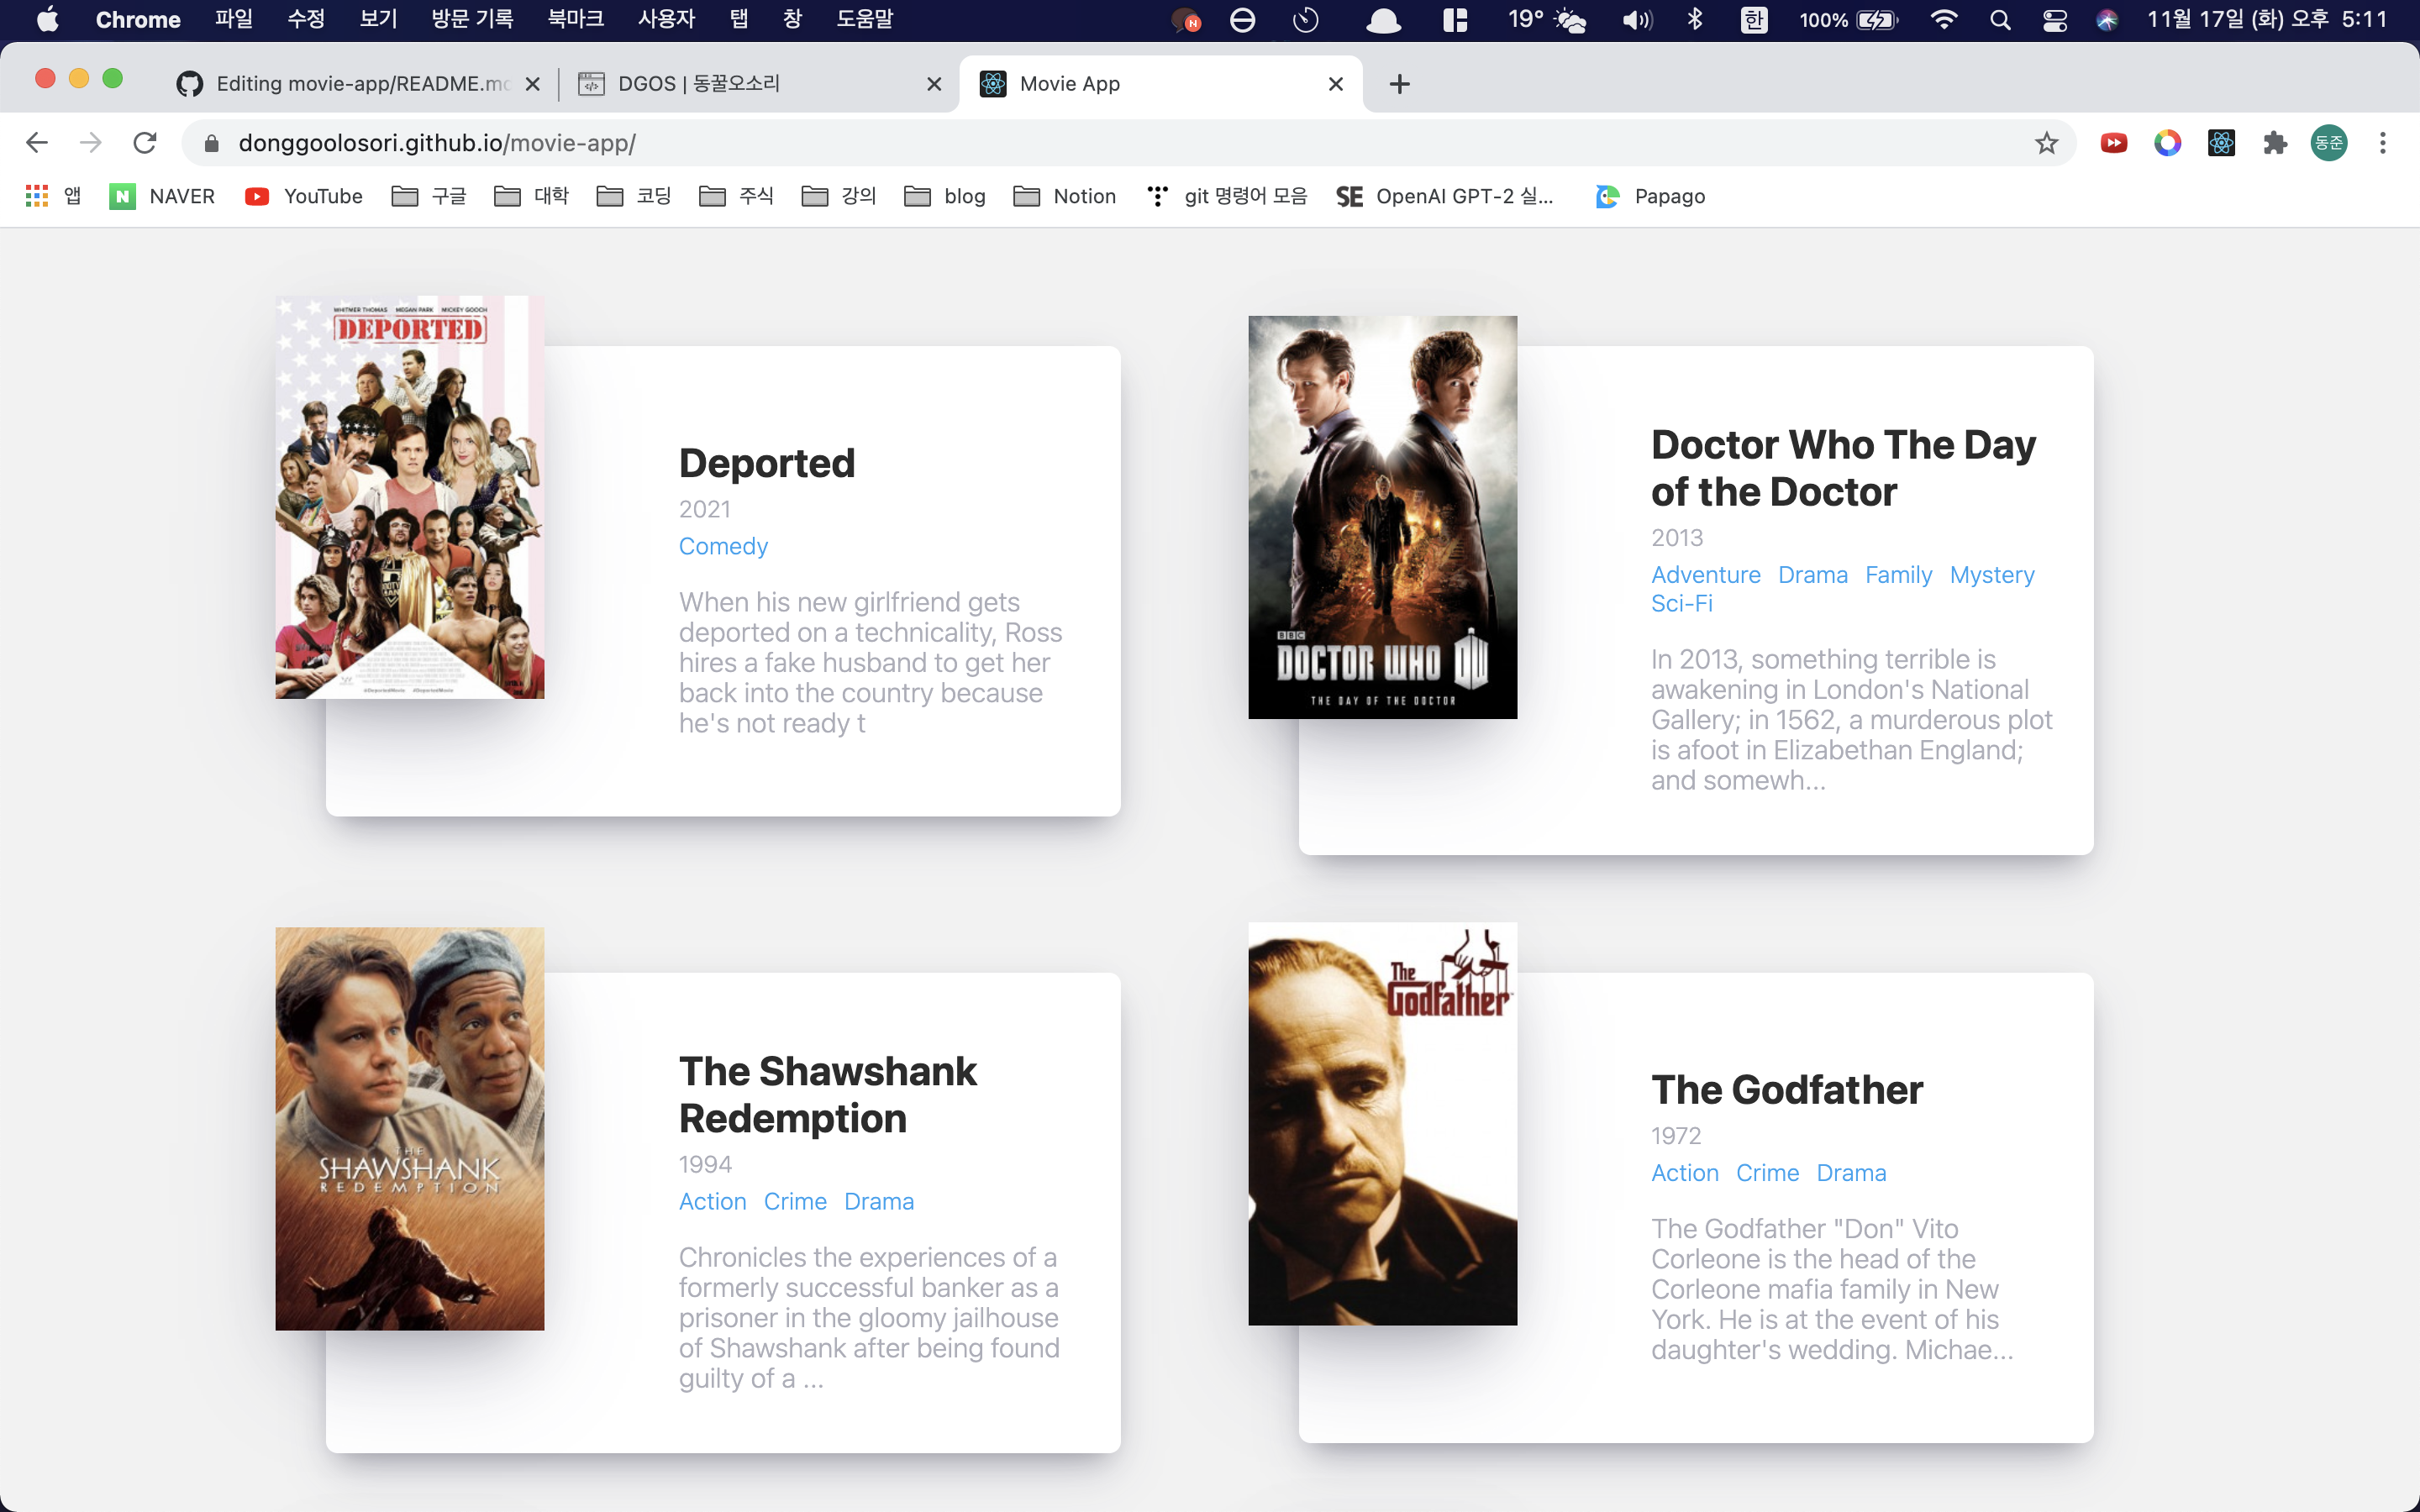 Chrome 파일 수정 보기 방문 기록 북마크 사용자 탭 창 도움말 N 19° 한 100% 11월 17일 (화) 오후 5:11
Editing movie-app/README.m
DGOS | 동꿀오소리
Movie App
donggoolosori.github.io/movie-app/
동준
앱 NAVER YouTube 구글 대학 코딩 주식 강의 blog Notion git 명령어 모음 SE OpenAI GPT-2 실... Papago
WHITMER THOMAS MEGAN PARK MICKEY GOOCH
DEPORTED
#DeportedMovie
Deported
2021
Comedy
When his new girlfriend gets
deported on a technicality, Ross
hires a fake husband to get her
back into the country because
he's not ready t
BBC
DOCTOR WHO DW
THE DAY OF THE DOCTOR
Doctor Who The Day
of the Doctor
2013
Adventure Drama Family Mystery
Sci-Fi
In 2013, something terrible is
awakening in London's National
Gallery; in 1562, a murderous plot
is afoot in Elizabethan England;
and somewh...
THE
SHAWSHANK
REDEMPTION
The Shawshank
Redemption
1994
Action Crime Drama
Chronicles the experiences of a
formerly successful banker as a
prisoner in the gloomy jailhouse
of Shawshank after being found
guilty of a ...
The
Godfather
The Godfather
1972
Action Crime Drama
The Godfather "Don" Vito
Corleone is the head of the
Corleone mafia family in New
York. He is at the event of his
daughter's wedding. Michae...